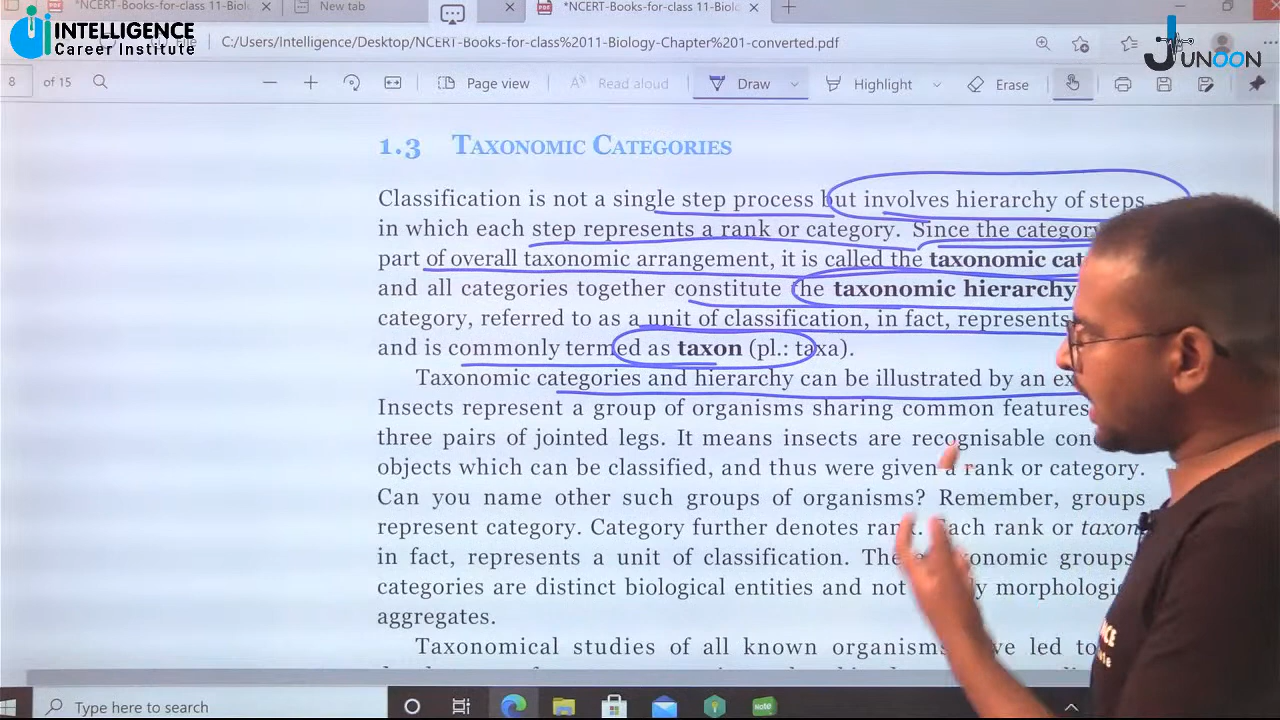 *NCERT-Books-for class 11-Biol
New tab
*NCERT-Books-for class 11-Biolo
INTELLIGENCE
Career Institute
C:/Users/Intelligence/Desktop/NCERT-Books-for-class%2011-Biology-Chapter%201-converted.pdf
JUNOON
8 of 15
Page view
Read aloud
Draw
Highlight
Erase
1.3 TAXONOMIC CATEGORIES
Classification is not a single step process but involves hierarchy of steps
in which each step represents a rank or category. Since the category
part of overall taxonomic arrangement, it is called the taxonomic cat
and all categories together constitute the taxonomic hierarchy
category, referred to as a unit of classification, in fact, represents
and is commonly termed as taxon (pl.: taxa).
Taxonomic categories and hierarchy can be illustrated by an ex
Insects represent a group of organisms sharing common features
three pairs of jointed legs. It means insects are recognisable con
objects which can be classified, and thus were given a rank or category.
Can you name other such groups of organisms? Remember, groups
represent category. Category further denotes rank. Each rank or taxon
in fact, represents a unit of classification. The taxonomic groups
categories are distinct biological entities and not morphologic
aggregates.
Taxonomical studies of all known organisms led to
Type here to search